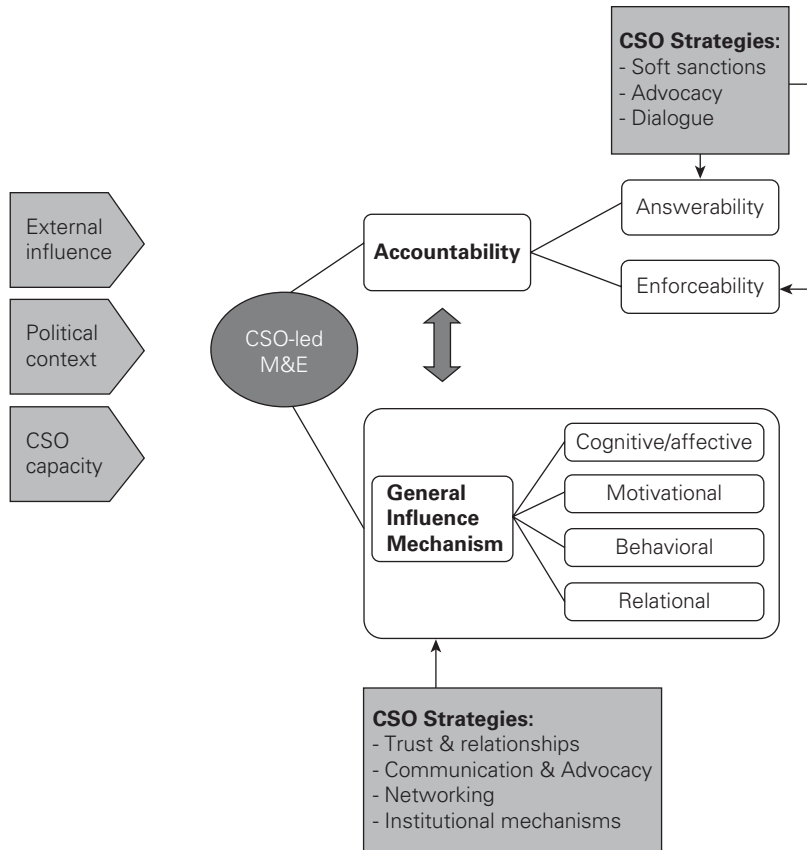 CSO Strategies:
- Soft sanctions
- Advocacy
- Dialogue
External
influence
Political
context
CSO
capacity
CSO-led
M&E
Accountability
Answerability
Enforceability
General
Influence
Mechanism
Cognitive/affective
Motivational
Behavioral
Relational
CSO Strategies:
- Trust & relationships
- Communication & Advocacy
- Networking
- Institutional mechanisms